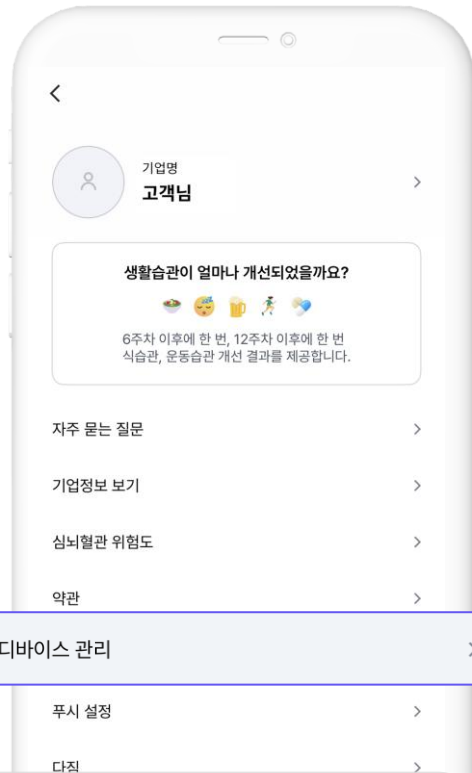 기업명
고객님
생활습관이 얼마나 개선되었을까요?
6주차 이후에 한 번, 12주차 이후에 한 번
식습관, 운동습관 개선 결과를 제공합니다.
자주 묻는 질문
기업정보 보기
심뇌혈관 위험도
약관
디바이스 관리
푸시 설정
다짐